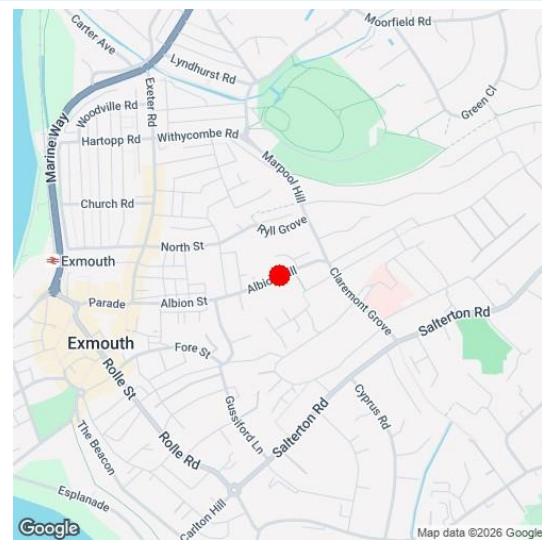 Moorfield Rd
Carter Ave
Lyndhurst Rd
Exeter Rd
Woodville Rd
Green Cl
Marine Way
Hartopp Rd
Withycombe Rd
Marpool Hill
Church Rd
Ryll Grove
North St
Exmouth
Albion Hill
Claremont Grove
Parade
Albion St
Salterton Rd
Exmouth
Fore St
Rolle St
Cyprus Rd
Gussiford Ln
The Beacon
Rolle Rd
Salterton Rd
Esplanade
Carlton Hill
Google
Map data ©2026 Google